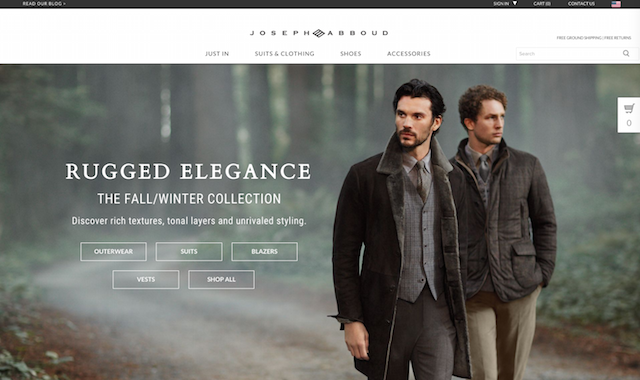 READ OUR BLOG >
SIGN IN ▼
CART (0)
CONTACT US
JOSEPH ABBOUD
FREE GROUND SHIPPING | FREE RETURNS
JUST IN
SUITS & CLOTHING
SHOES
ACCESSORIES
Search
0
RUGGED ELEGANCE
THE FALL/WINTER COLLECTION
Discover rich textures, tonal layers and unrivaled styling.
OUTERWEAR
SUITS
BLAZERS
VESTS
SHOP ALL